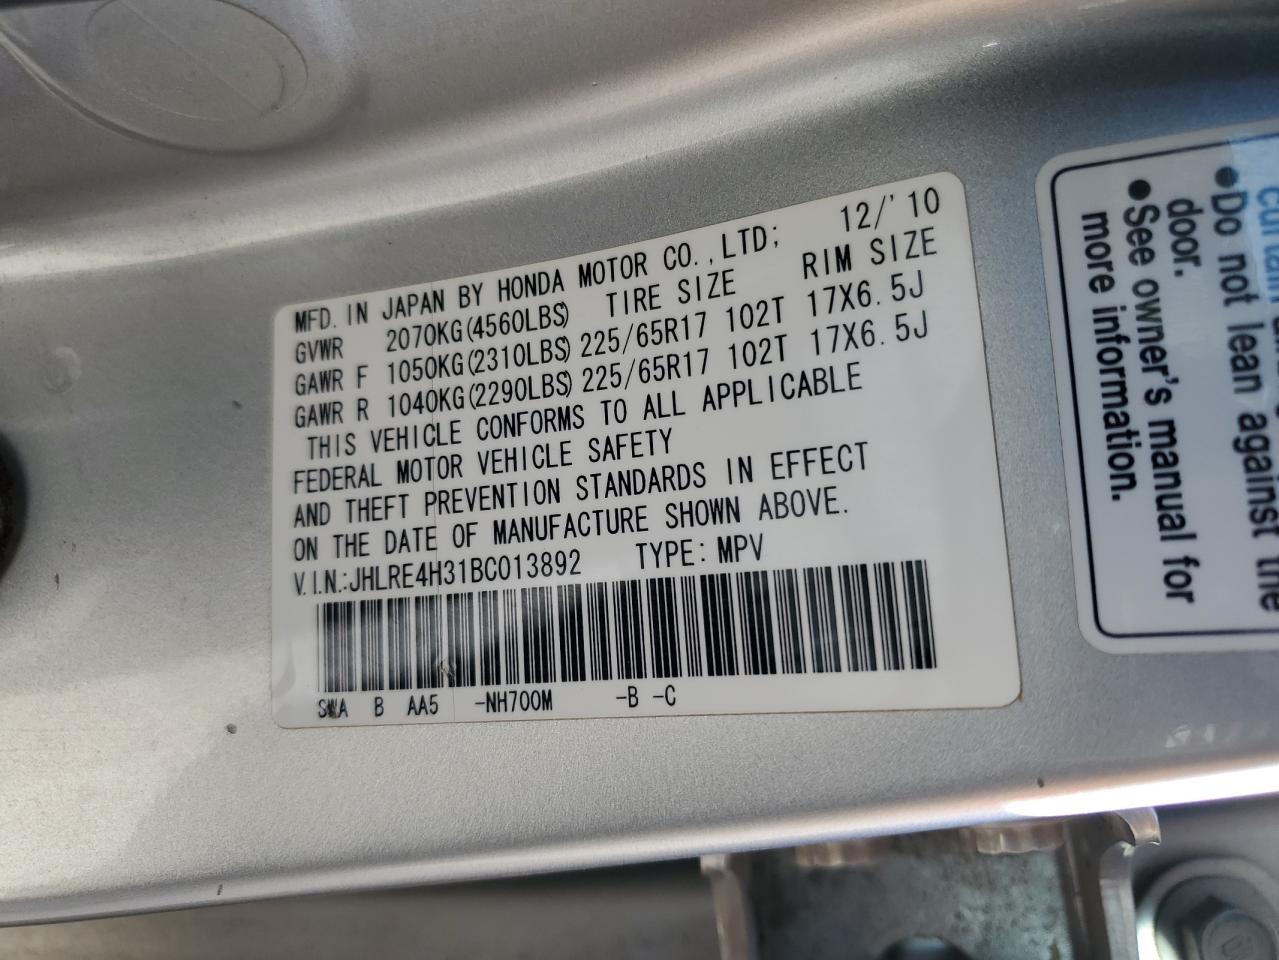 MFD. IN JAPAN BY HONDA MOTOR CO., LTD; 12/'10
GVWR 2070KG(4560LBS) TIRE SIZE RIM SIZE
GAWR F 1050KG(2310LBS) 225/65R17 102T 17X6.5J
GAWR R 1040KG(2290LBS) 225/65R17 102T 17X6.5J
THIS VEHICLE CONFORMS TO ALL APPLICABLE
FEDERAL MOTOR VEHICLE SAFETY
AND THEFT PREVENTION STANDARDS IN EFFECT
ON THE DATE OF MANUFACTURE SHOWN ABOVE.
V.I.N.:JHLRE4H31BC013892 TYPE:MPV
SWA B AA5 -NH700M -B -C
● Do not lean against the
door.
● See owner's manual for
more information.